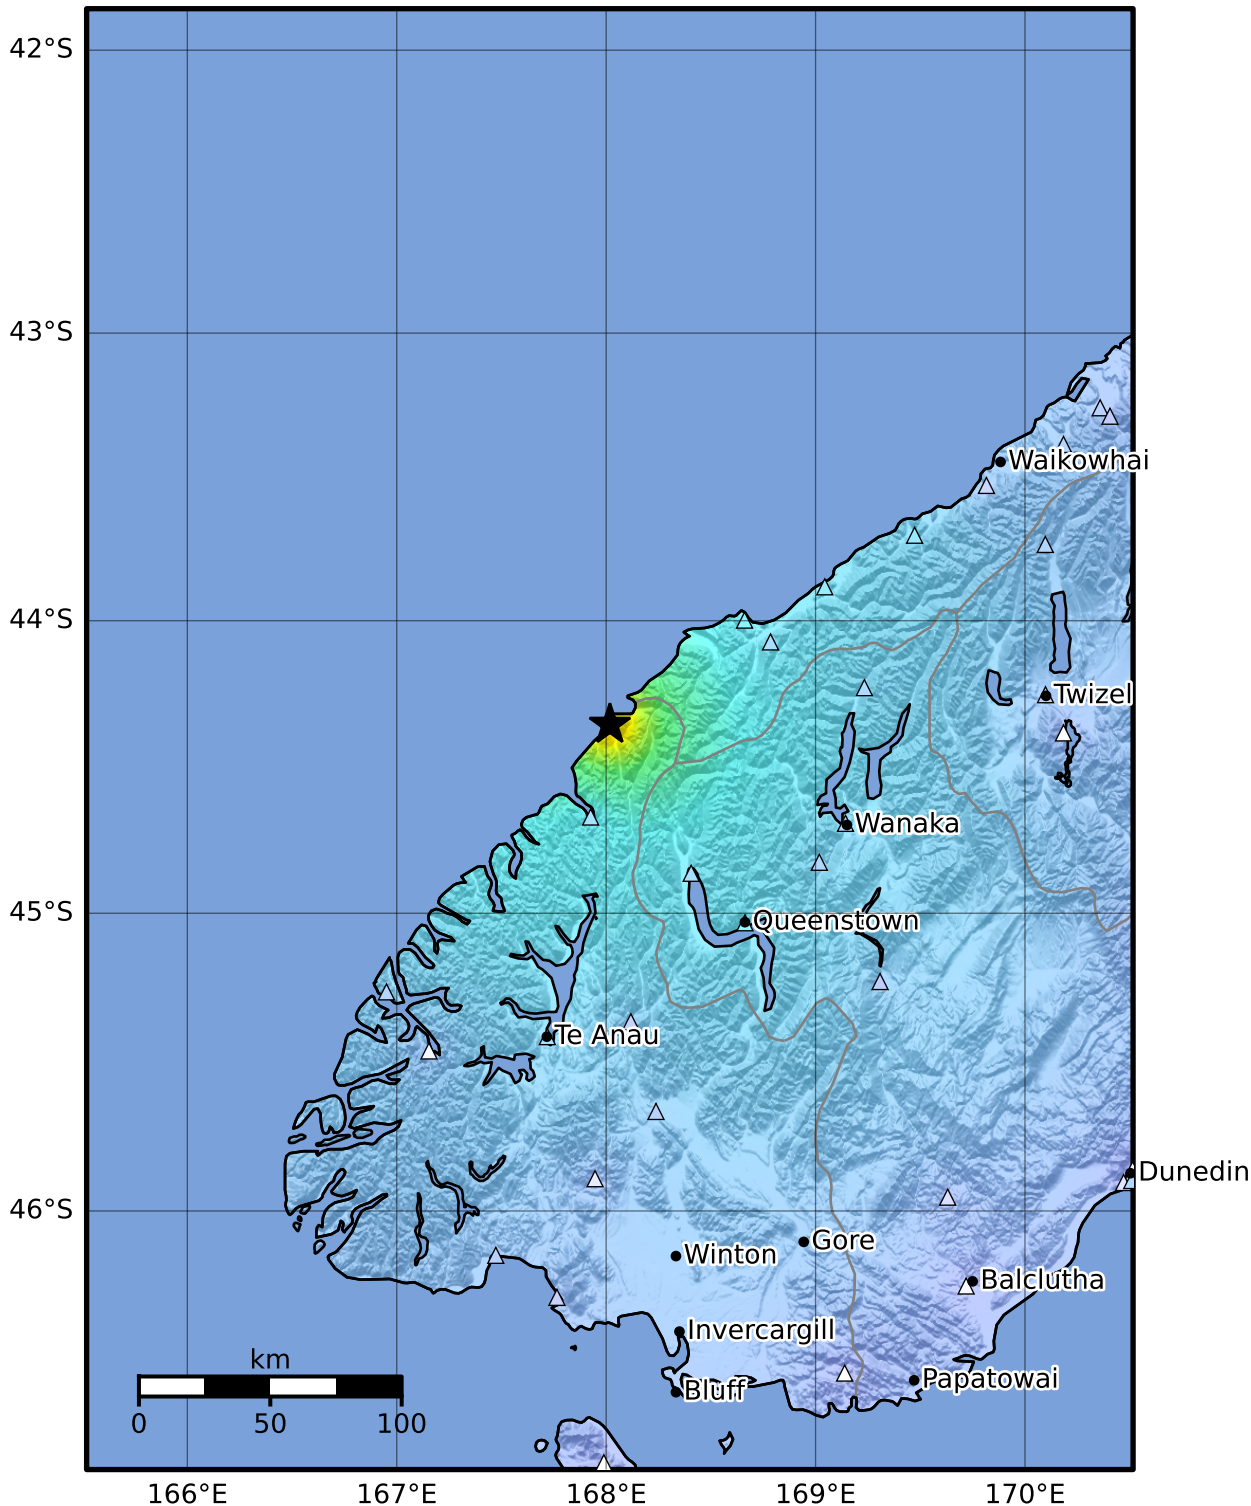 42°S
43°S
Waikowhai
44°S
Twizel
Wanaka
45°S
Queenstown
Te Anau
Dunedin
46°S
Gore
Winton
Balclutha
Invercargill
km
Papatowai
Bluff
0 50 100
166°E 167°E 168°E 169°E 170°E